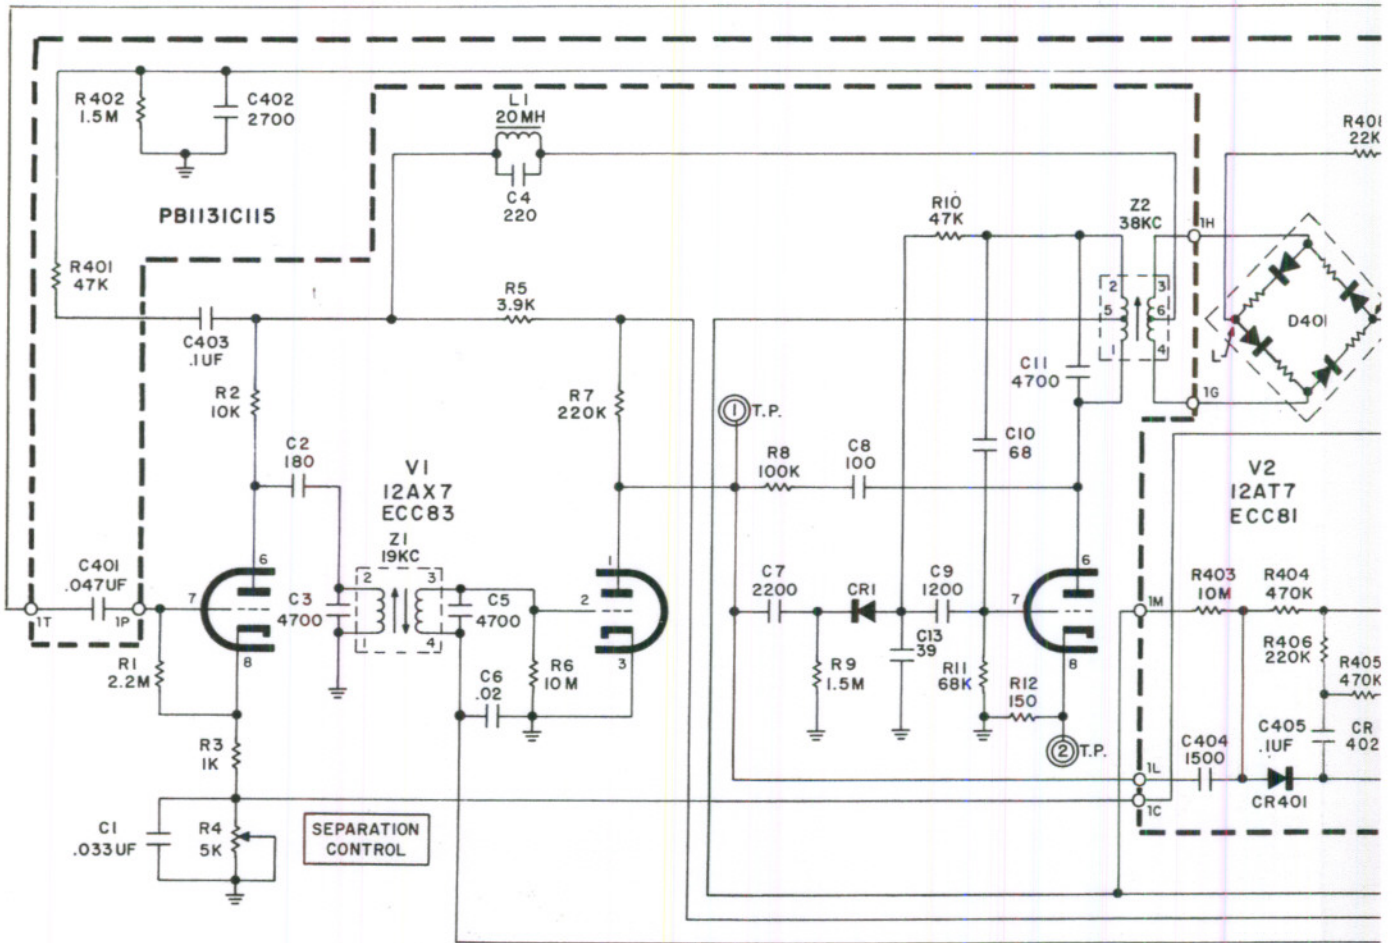 R402
1.5M
C402
2700
L1
20MH
C4
220
PB1131C115
R401
47K
C403
.1UF
R5
3.9K
R2
10K
R7
220K
C2
180
V1
12AX7
ECC83
Z1
19KC
C401
.047UF
1T
1P
7
6
8
R1
2.2M
C3
4700
2
3
1
4
C5
4700
C6
.02
R6
10M
1
2
3
R3
1K
C1
.033UF
R4
5K
SEPARATION
CONTROL
R10
47K
Z2
38KC
1H
2
3
5
6
1
4
C11
4700
1G
1
T.P.
R8
100K
C8
100
C10
68
C7
2200
CR1
C9
1200
7
6
8
R9
1.5M
C13
39
R11
68K
R12
150
2
T.P.
R408
22K
D401
L
V2
12AT7
ECC81
1M
R403
10M
R404
470K
R406
220K
R405
470K
C404
1500
C405
.1UF
CR
402
1L
1C
CR401